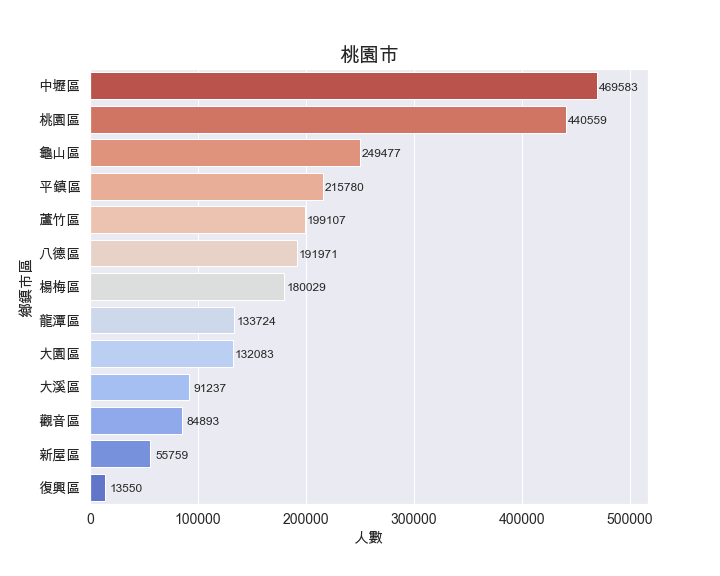 桃園市
中壢區 469583
桃園區 440559
龜山區 249477
平鎮區 215780
蘆竹區 199107
八德區 191971
楊梅區 180029
龍潭區 133724
大園區 132083
大溪區 91237
觀音區 84893
新屋區 55759
復興區 13550
鄉鎮市區
0 100000 200000 300000 400000 500000
人數